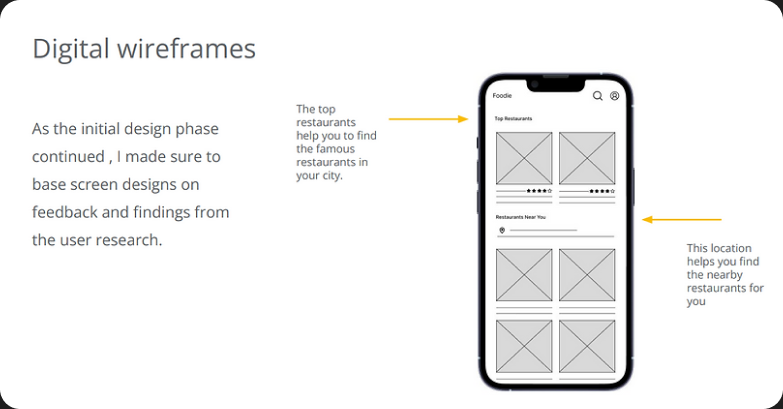 Digital wireframes
As the initial design phase
continued , I made sure to
base screen designs on
feedback and findings from
the user research.
The top
restaurants
help you to find
the famous
restaurants in
your city.
Foodie
Top Restaurants
Restaurants Near You
This location
helps you find
the nearby
restaurants for
you